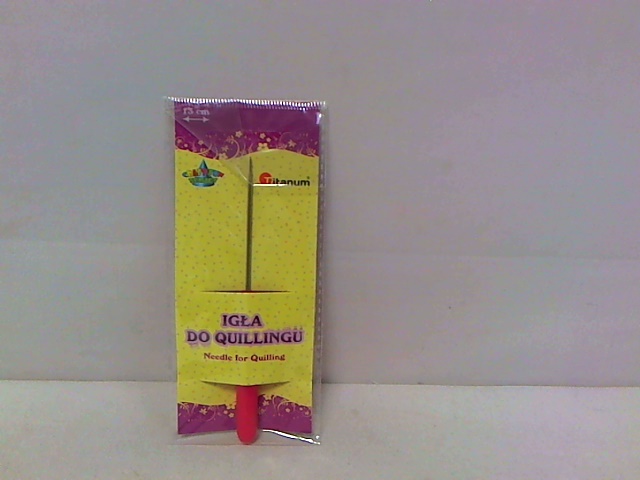 Titanum
IGŁA
DO QUILLINGU
Needle for Quilling